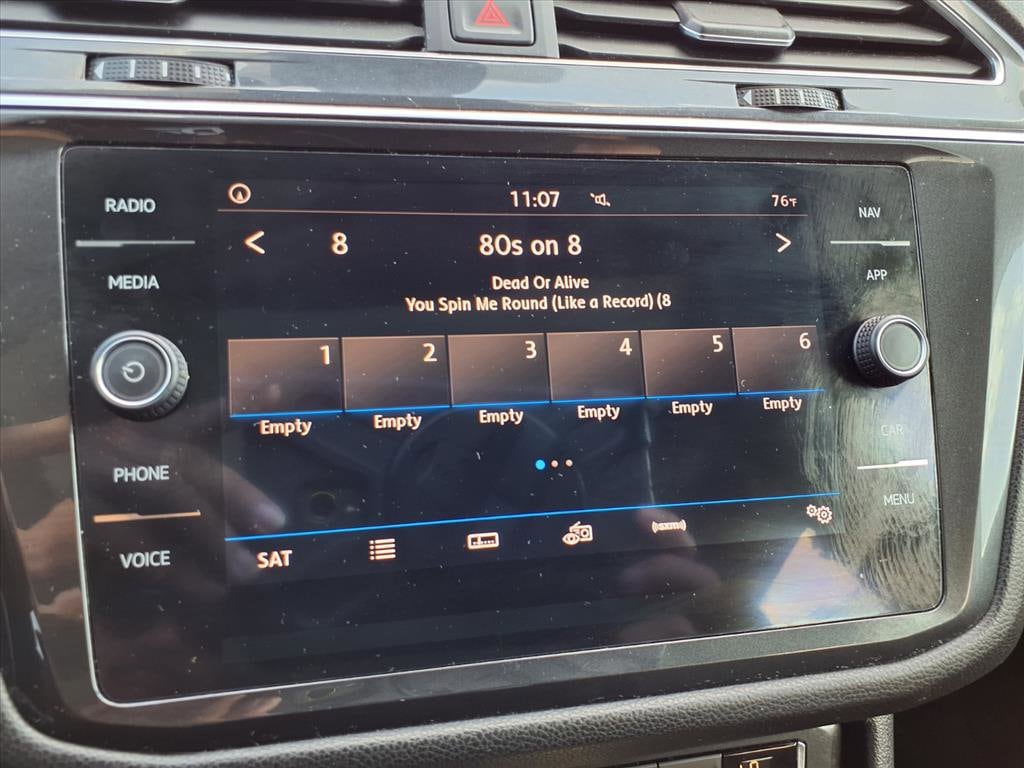 RADIO
MEDIA
PHONE
VOICE
11:07
76°F
< 8 80s on 8 >
Dead Or Alive
You Spin Me Round (Like a Record) (8
1 2 3 4 5 6
Empty Empty Empty Empty Empty Empty
SAT
((SXM))
NAV
APP
CAR
MENU